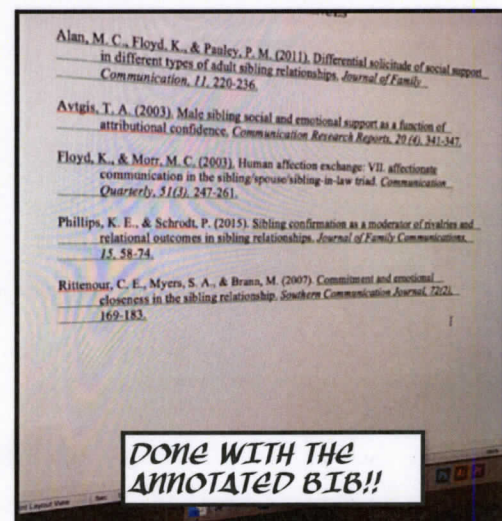 Alan, M. C., Floyd, K., & Pauley, P. M. (2011). Differential solicitude of social support
in different types of adult sibling relationships. Journal of Family
Communication, 11, 220-236.
Avtgis, T. A. (2003). Male sibling social and emotional support as a function of
attributional confidence. Communication Research Reports, 20 (4), 341-347.
Floyd, K., & Morr, M. C. (2003). Human affection exchange: VII. affectionate
communication in the sibling/spouse/sibling-in-law triad. Communication
Quarterly, 51(3), 247-261.
Phillips, K. E., & Schrodt, P. (2015). Sibling confirmation as a moderator of rivalries and
relational outcomes in sibling relationships. Journal of Family Communications,
15, 58-74.
Rittenour, C. E., Myers, S. A., & Brann, M. (2007). Commitment and emotional
closeness in the sibling relationship. Southern Communication Journal, 72(2),
169-183.
DONE WITH THE
ANNOTATED BIB!!
Layout View
Sec